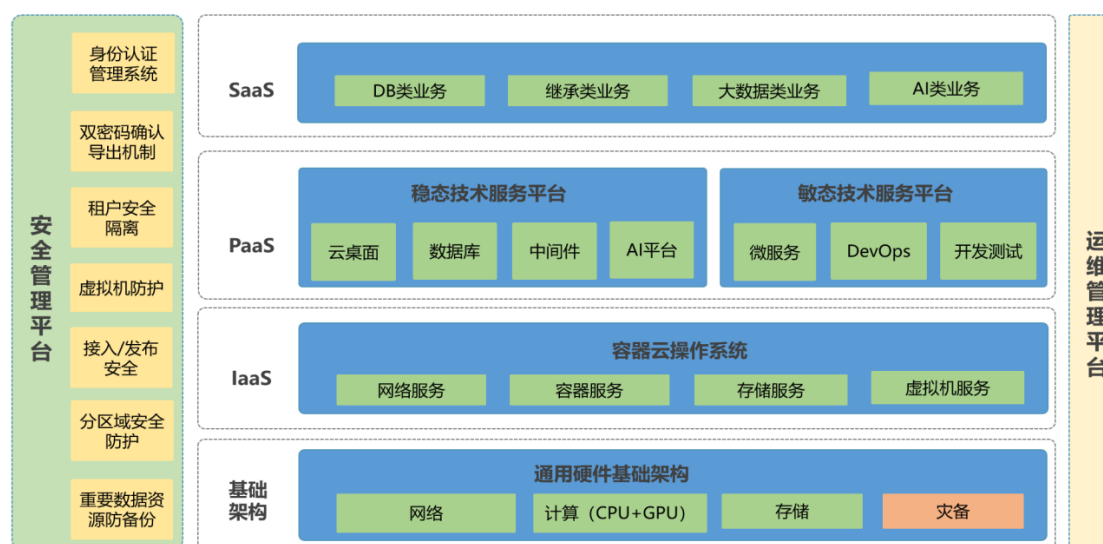 安全管理平台
身份认证
管理系统
双密码确认
导出机制
租户安全
隔离
虚拟机防护
接入/发布
安全
分区域安全
防护
重要数据资
源防备份
SaaS
DB类业务
继承类业务
大数据类业务
AI类业务
PaaS
稳态技术服务平台
云桌面
数据库
中间件
AI平台
敏态技术服务平台
微服务
DevOps
开发测试
IaaS
容器云操作系统
网络服务
容器服务
存储服务
虚拟机服务
基础
架构
通用硬件基础架构
网络
计算（CPU+GPU）
存储
灾备
运维管理平台